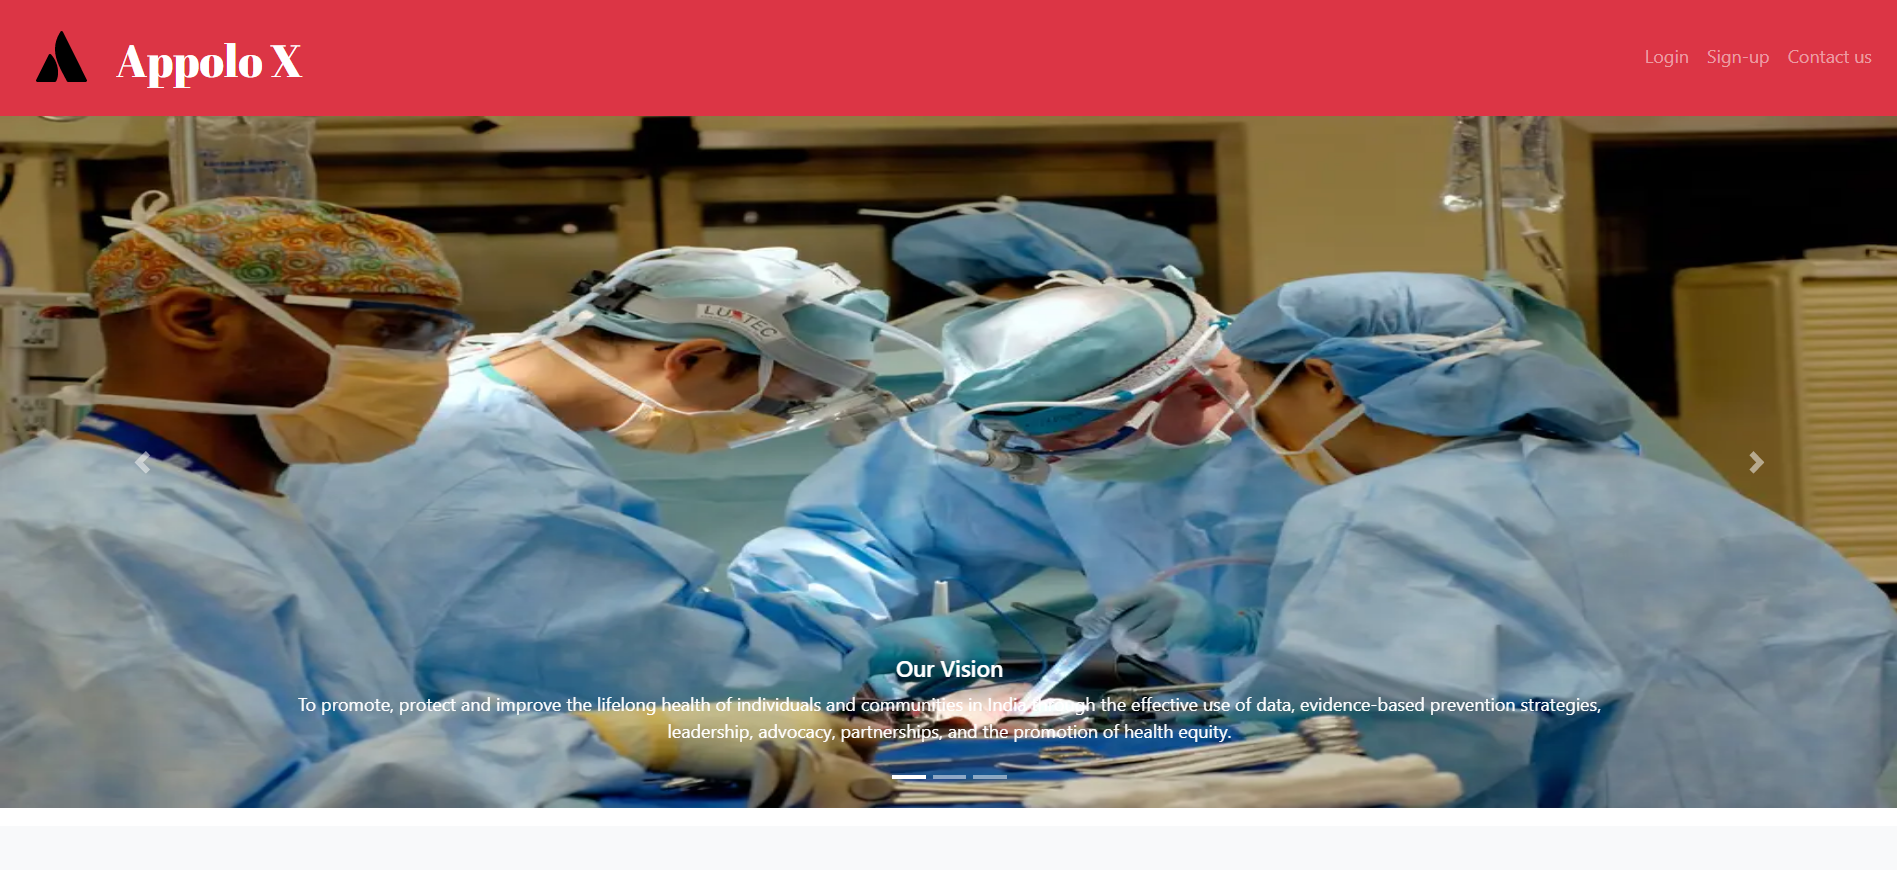 Appolo X
Login Sign-up Contact us
LUXTEC
Our Vision
To promote, protect and improve the lifelong health of individuals and communities in India through the effective use of data, evidence-based prevention strategies,
leadership, advocacy, partnerships, and the promotion of health equity.